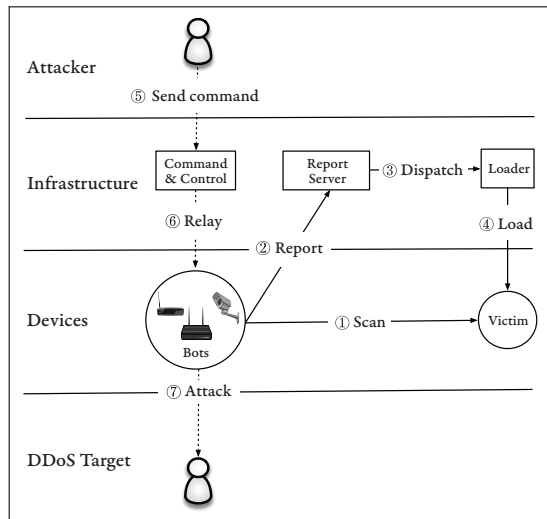 Attacker
⑤ Send command
Infrastructure
Command
& Control
Report
Server
③ Dispatch
Loader
⑥ Relay
② Report
④ Load
Devices
Bots
① Scan
Victim
⑦ Attack
DDoS Target